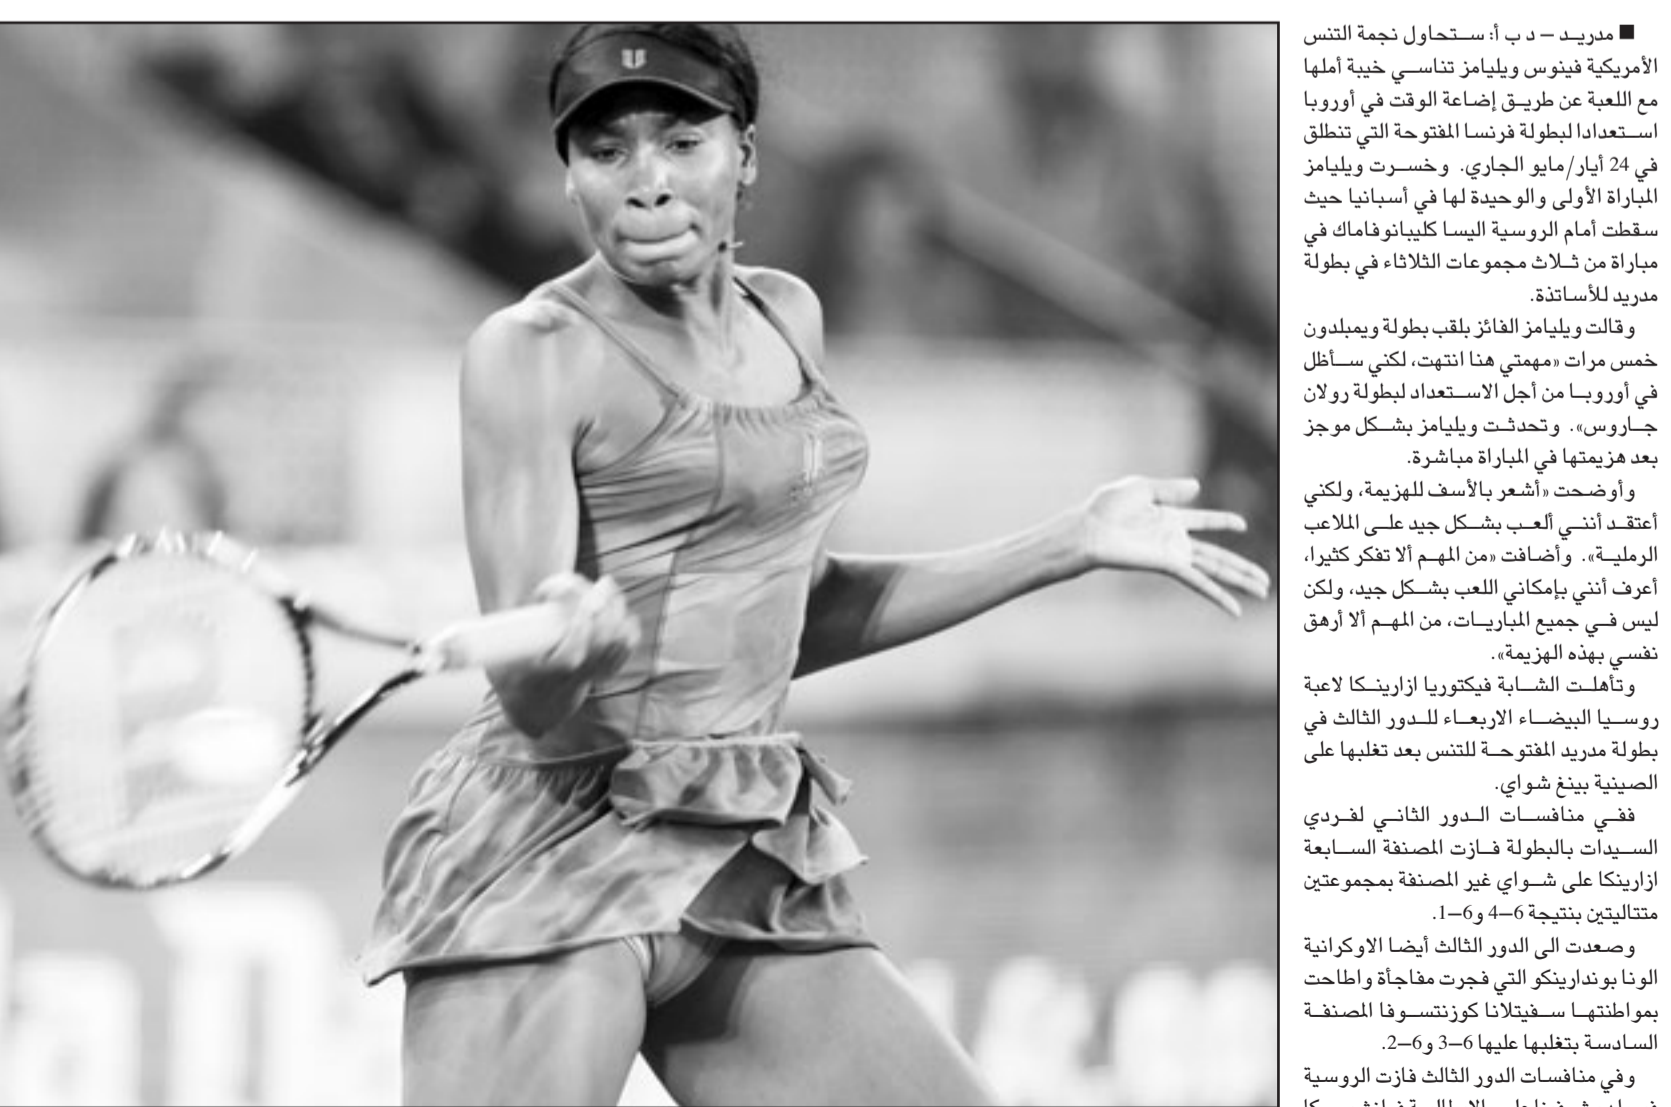 ■ مدريد – د ب أ: ستحاول نجمة التنس
الأمريكية فينوس ويليامز تناسي خيبة أملها
مع اللعبة عن طريق إضاعة الوقت في أوروبا
استعدادا لبطولة فرنسا المفتوحة التي تنطلق
في 24 أيار/مايو الجاري. وخسرت ويليامز
المباراة الأولى والوحيدة لها في أسبانيا حيث
سقطت أمام الروسية اليسا كليبانوفاماك في
مباراة من ثلاث مجموعات الثلاثاء في بطولة
مدريد للأساتذة.
وقالت ويليامز الفائز بلقب بطولة ويمبلدون
خمس مرات «مهمتي هنا انتهت، لكني سأظل
في أوروبا من أجل الاستعداد لبطولة رولان
جاروس». وتحدثت ويليامز بشكل موجز
بعد هزيمتها في المباراة مباشرة.
وأوضحت «أشعر بالأسف للهزيمة، ولكني
أعتقد أنني ألعب بشكل جيد على الملاعب
الرملية». وأضافت «من المهم ألا تفكر كثيرا،
أعرف أنني بإمكاني اللعب بشكل جيد، ولكن
ليس في جميع المباريات، من المهم ألا أرهق
نفسي بهذه الهزيمة».
وتأهلت الشابة فيكتوريا ازارينكا لاعبة
روسيا البيضاء الاربعاء للدور الثالث في
بطولة مدريد المفتوحة للتنس بعد تغلبها على
الصينية بينغ شواي.
ففي منافسات الدور الثاني لفردي
السيدات بالبطولة فازت المصنفة السابعة
ازارينكا على شواي غير المصنفة بمجموعتين
متتاليتين بنتيجة 6–4 و6–1.
وصعدت الى الدور الثالث أيضا الاوكرانية
الونا بوندارينكو التي فجرت مفاجأة واطاحت
بمواطنتها سفيتلانا كوزنتسوفا المصنفة
السادسة بتغلبها عليها 6–3 و6–2.
وفي منافسات الدور الثالث فازت الروسية